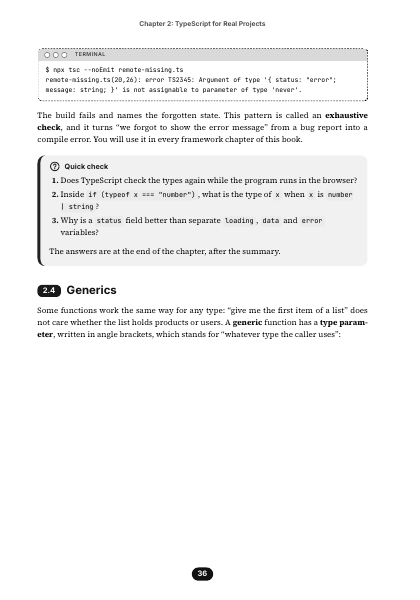 Chapter 2: TypeScript for Real Projects
TERMINAL
$ npx tsc --noEmit remote-missing.ts
remote-missing.ts(20,26): error TS2345: Argument of type '{ status: "error";
message: string; }' is not assignable to parameter of type 'never'.
The build fails and names the forgotten state. This pattern is called an exhaustive
check, and it turns “we forgot to show the error message” from a bug report into a
compile error. You will use it in every framework chapter of this book.
? Quick check
1. Does TypeScript check the types again while the program runs in the browser?
2. Inside if (typeof x === "number"), what is the type of x when x is number
| string?
3. Why is a status field better than separate loading, data and error
variables?
The answers are at the end of the chapter, after the summary.
2.4 Generics
Some functions work the same way for any type: “give me the first item of a list” does
not care whether the list holds products or users. A generic function has a type param-
eter, written in angle brackets, which stands for “whatever type the caller uses”:
36